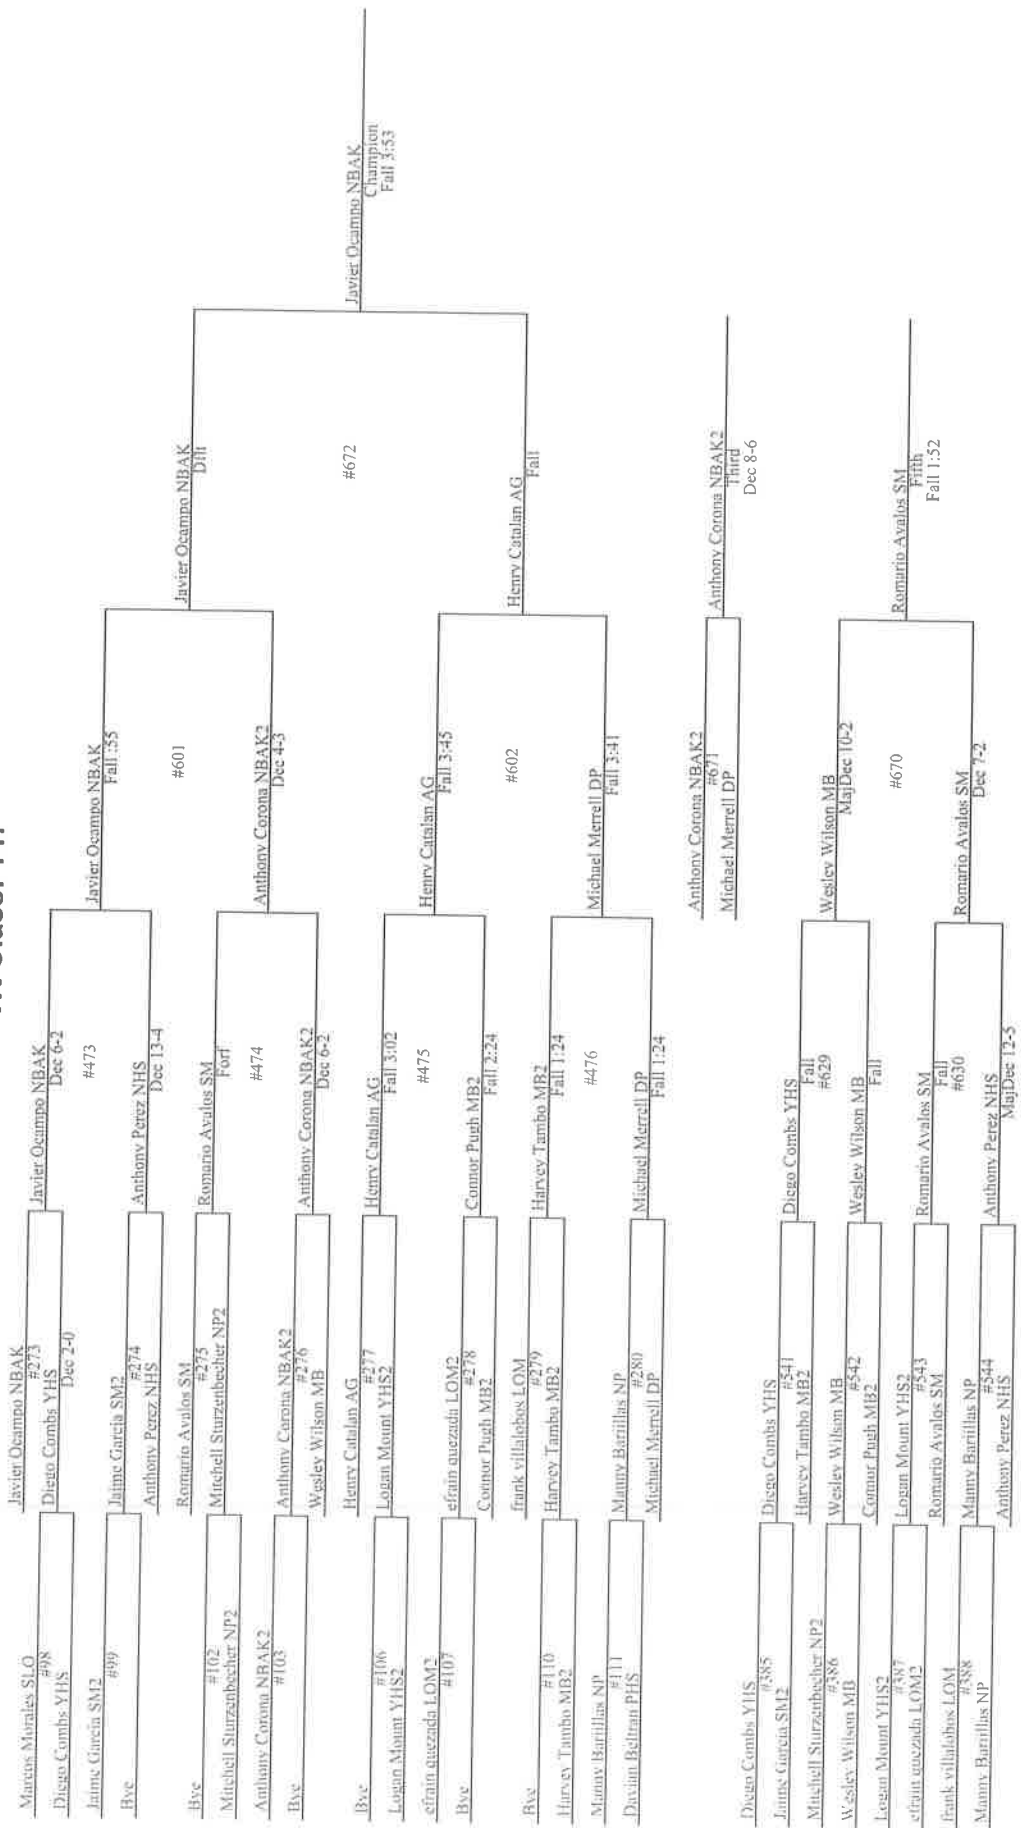 Marcos Morales SLO
#98
Diego Combs YHS
Jaime Garcia SM2
#99
Bye
Bye
#102
Mitchell Sturzenbecher NP2
Anthony Corona NBAK2
#103
Bye
Bye
#106
Logan Mount YHS2
efrain quezada LOM2
#107
Bye
Bye
#110
Harvey Tambo MB2
Manny Barillas NP
#111
Davian Beltran PHS
Javier Ocampo NBAK
#273
Diego Combs YHS
Dec 2-0
Jaime Garcia SM2
#274
Anthony Perez NHS
Romario Avalos SM
#275
Mitchell Sturzenbecher NP2
Anthony Corona NBAK2
#276
Wesley Wilson MB
Henry Catalan AG
#277
Logan Mount YHS2
efrain quezada LOM2
#278
Connor Pugh MB2
frank villalobos LOM
#279
Harvey Tambo MB2
Manny Barillas NP
#280
Michael Merrell DP
Javier Ocampo NBAK
Dec 6-2
#473
Anthony Perez NHS
Dec 13-4
Romario Avalos SM
Forf
#474
Anthony Corona NBAK2
Dec 6-2
Henry Catalan AG
Fall 3:02
#475
Connor Pugh MB2
Fall 2:24
Harvey Tambo MB2
Fall 1:24
#476
Michael Merrell DP
Fall 1:24
Javier Ocampo NBAK
Fall :55
#601
Anthony Corona NBAK2
Dec 4-3
Henry Catalan AG
Fall 3:45
#602
Michael Merrell DP
Fall 3:41
Javier Ocampo NBAK
Dflt
#672
Henry Catalan AG
Fall
Javier Ocampo NBAK
Champion
Fall 3:53
Anthony Corona NBAK2
#671
Michael Merrell DP
Anthony Corona NBAK2
Third
Dec 8-6
Diego Combs YHS
#385
Jaime Garcia SM2
Mitchell Sturzenbecher NP2
#386
Wesley Wilson MB
Logan Mount YHS2
#387
efrain quezada LOM2
frank villalobos LOM
#388
Manny Barillas NP
Diego Combs YHS
#541
Harvey Tambo MB2
Wesley Wilson MB
#542
Connor Pugh MB2
Logan Mount YHS2
#543
Romario Avalos SM
Manny Barillas NP
#544
Anthony Perez NHS
Diego Combs YHS
Fall
#629
Wesley Wilson MB
Fall
Romario Avalos SM
Fall
#630
Anthony Perez NHS
MajDec 12-5
Wesley Wilson MB
MajDec 10-2
#670
Romario Avalos SM
Dec 7-2
Romario Avalos SM
Fifth
Fall 1:52